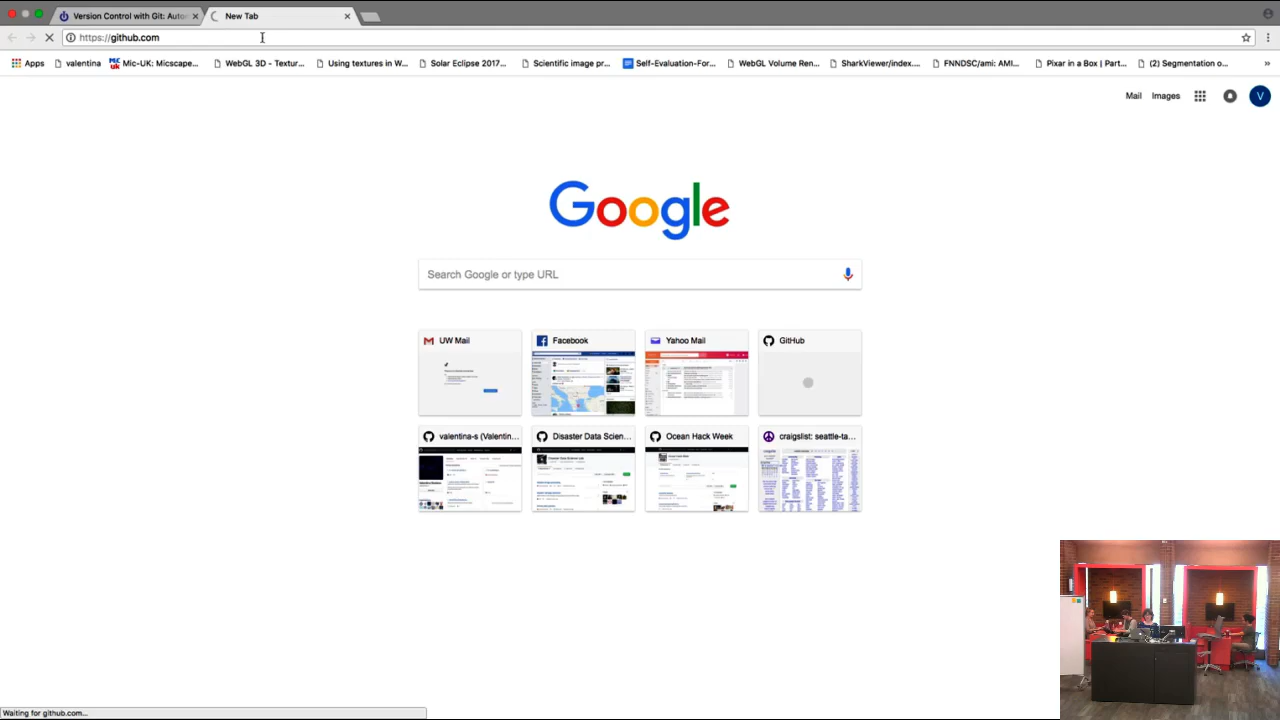 Version Control with Git: Autor
New Tab
https://github.com
Apps
valentina
Mic-UK: Micscape...
WebGL 3D - Textur...
Using textures in W...
Solar Eclipse 2017...
Scientific image pr...
Self-Evaluation-For...
WebGL Volume Ren...
SharkViewer/index....
FNNDSC/ami: AMI...
Pixar in a Box | Part...
(2) Segmentation o...
»
Mail
Images
V
Google
Search Google or type URL
UW Mail
Facebook
Yahoo Mail
GitHub
valentina-s (Valentin...
Disaster Data Scien...
Ocean Hack Week
craigslist: seattle-ta...
Waiting for github.com...